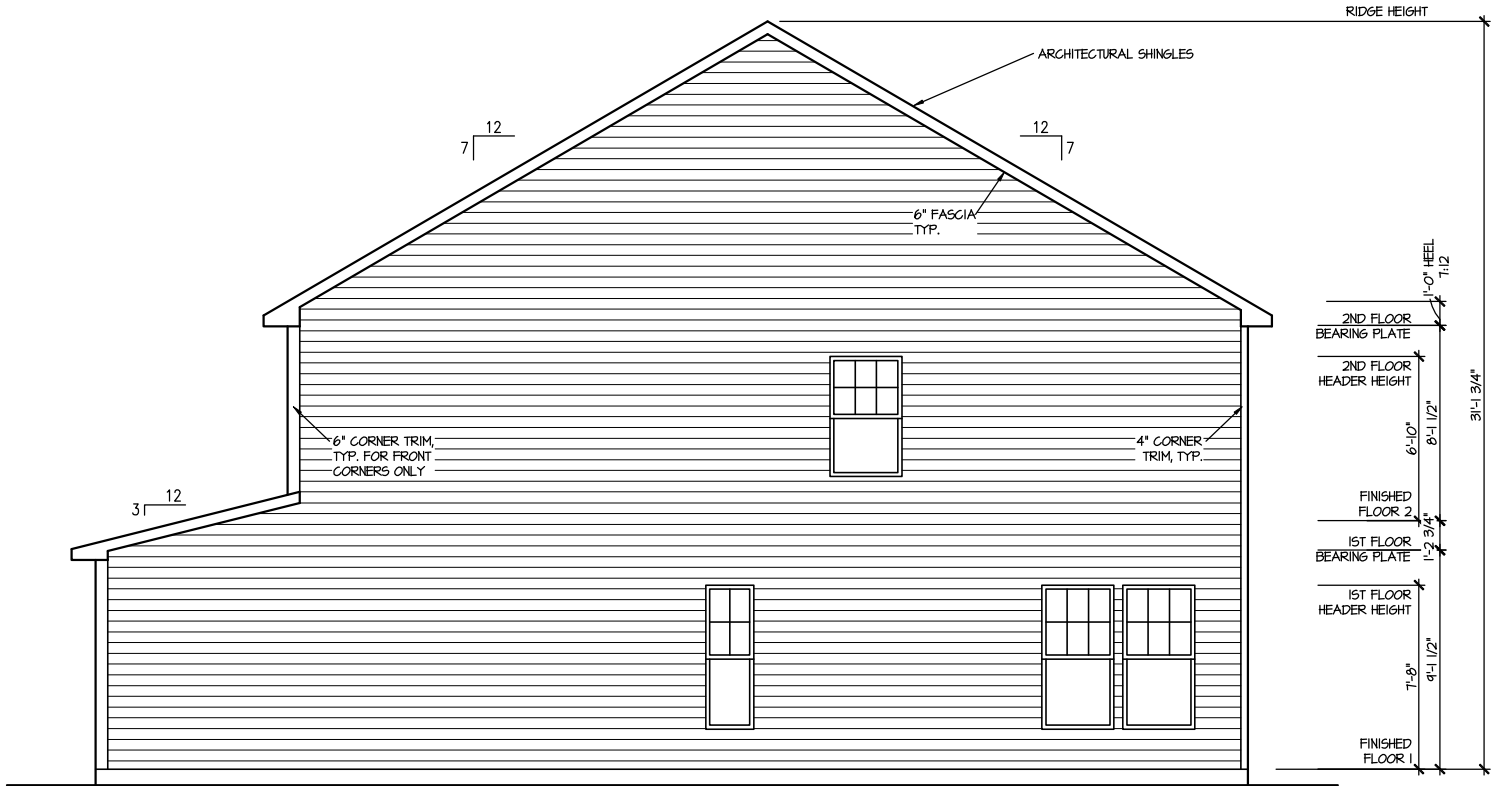 RIDGE HEIGHT
ARCHITECTURAL SHINGLES
12
7
12
7
6" FASCIA
TYP.
1'-0" HEEL
7:12
2ND FLOOR
BEARING PLATE
2ND FLOOR
HEADER HEIGHT
31'-1 3/4"
6'-10"
8'-1 1/2"
6" CORNER TRIM,
TYP. FOR FRONT
CORNERS ONLY
4" CORNER
TRIM, TYP.
12
3
FINISHED
FLOOR 2
1'-2 3/4"
1ST FLOOR
BEARING PLATE
1ST FLOOR
HEADER HEIGHT
7'-8"
9'-1 1/2"
FINISHED
FLOOR 1